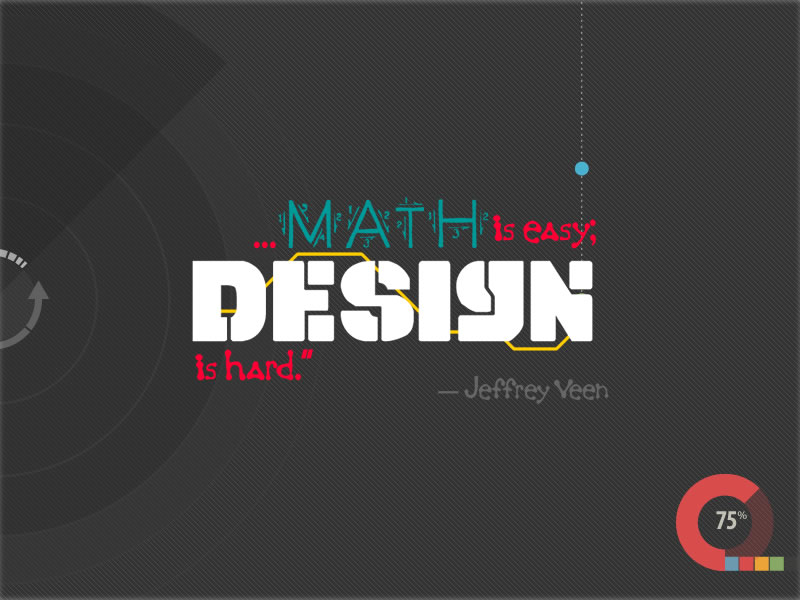 ... MATH is easy;
DESIGN
is hard."
— Jeffrey Veen
75%